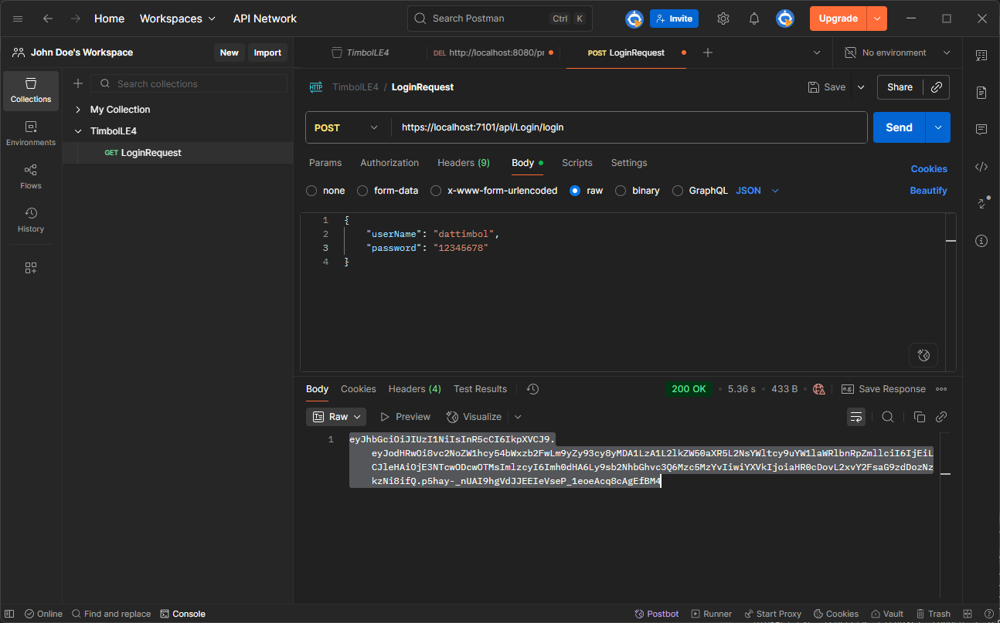 Home Workspaces API Network Search Postman Ctrl K Invite Upgrade
John Doe's Workspace New Import TimbolLE4 DEL http://localhost:8080/pr POST LoginRequest No environment
Collections
Environments
Flows
History
Search collections
My Collection
TimbolLE4
GET LoginRequest
HTTP TimbolLE4 / LoginRequest Save Share
POST https://localhost:7101/api/Login/login Send
Params Authorization Headers (9) Body Scripts Settings Cookies
none form-data x-www-form-urlencoded raw binary GraphQL JSON Beautify
1 {
2 "userName": "dattimbol",
3 "password": "12345678"
4 }
Body Cookies Headers (4) Test Results 200 OK 5.36 s 433 B e.g. Save Response
Raw Preview Visualize
1 eyJhbGciOiJIUzI1NiIsInR5cCI6IkpXVCJ9.
eyJodHRwOi8vc2NoZW1hcy54bWxzb2FwLm9yZy93cy8yMDA1LzA1L2lkZW50aXR5L2NsYWltcy9uYW1laWRlbnRpZmllciI6IjEiL
CJleHAiOjE3NTcwODcwOTMsImlzcyI6Imh0dHA6Ly9sb2NhbGhvc3Q6Mzc5MzYvIiwiYXVkIjoiaHR0cDovL2xvY2FsaG9zdDozNz
kzNi8ifQ.p5hay-_nUAI9hgVdJJEEIeVseP_1eoeAcq8cAgEfBM4
Online Find and replace Console Postbot Runner Start Proxy Cookies Vault Trash